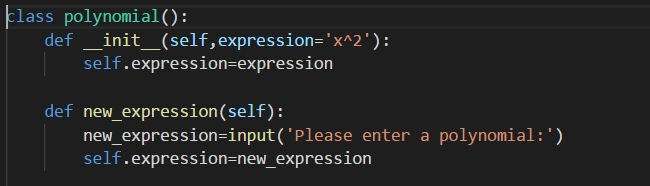 class polynomial():
    def __init__(self,expression='x^2'):
        self.expression=expression

    def new_expression(self):
        new_expression=input('Please enter a polynomial:')
        self.expression=new_expression